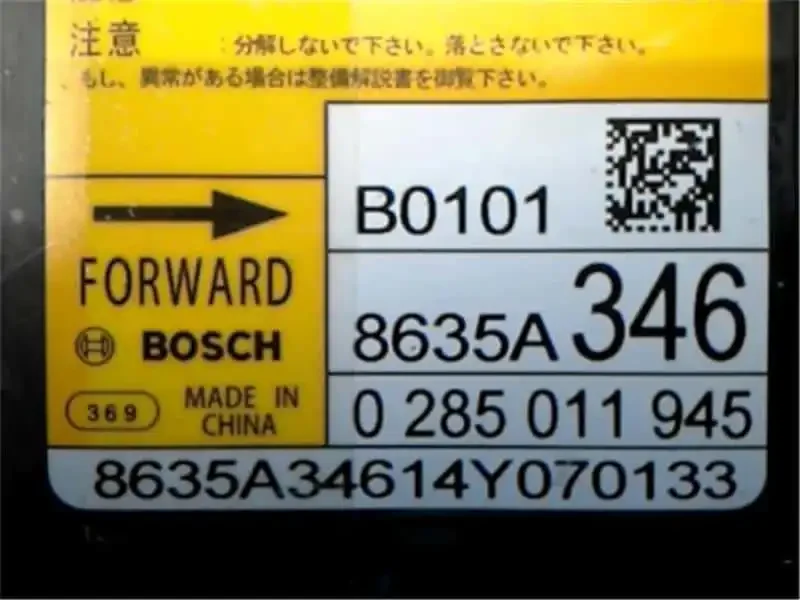 注意 :分解しないで下さい。落とさないで下さい。
もし、異常がある場合は整備解説書を御覧下さい。
B0101
FORWARD
8635A 346
BOSCH
369 MADE IN CHINA
0 285 011 945
8635A34614Y070133